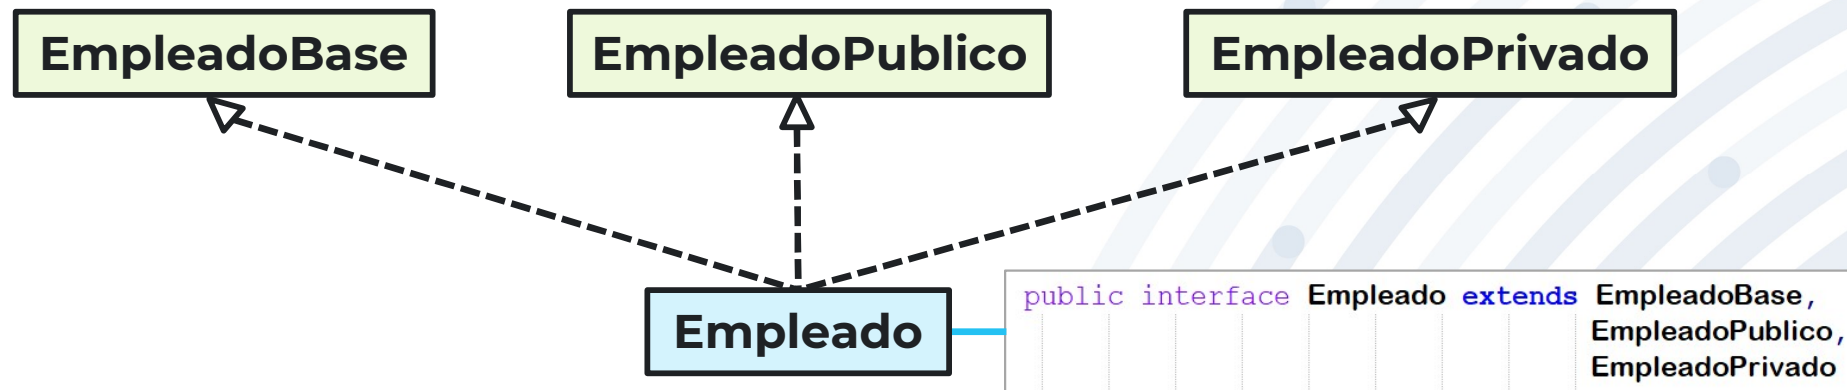 EmpleadoBase
EmpleadoPublico
EmpleadoPrivado
Empleado
public interface Empleado extends EmpleadoBase,
EmpleadoPublico,
EmpleadoPrivado